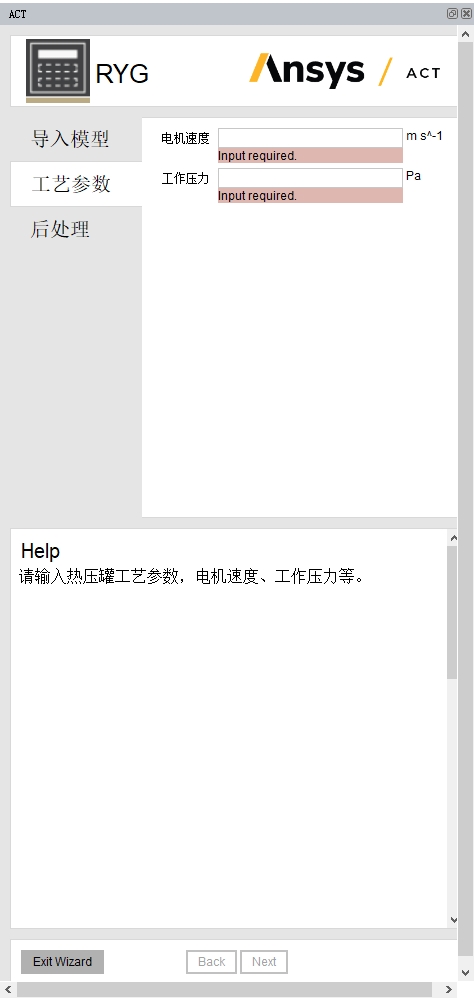 ACT
RYG
Ansys / ACT
导入模型
工艺参数
后处理
电机速度 m s^-1
Input required.
工作压力 Pa
Input required.
Help
请输入热压罐工艺参数，电机速度、工作压力等。
Exit Wizard Back Next